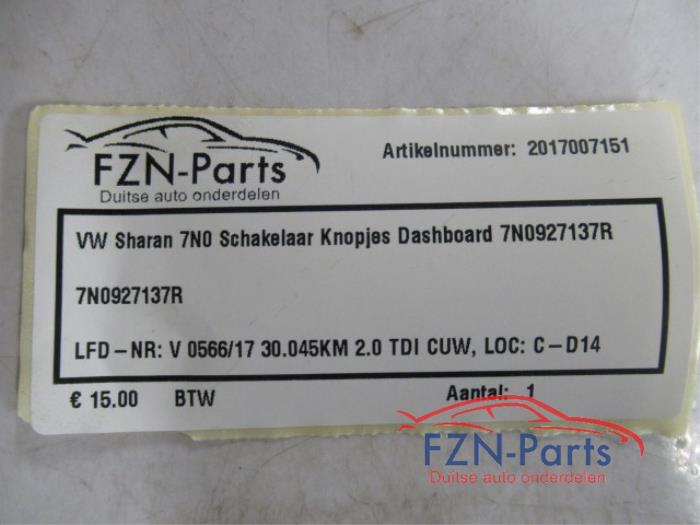 FZN-Parts
Duitse auto onderdelen
Artikelnummer: 2017007151
VW Sharan 7N0 Schakelaar Knopjes Dashboard 7N0927137R
7N0927137R
LFD-NR: V 0566/17 30.045KM 2.0 TDI CUW, LOC: C-D14
€ 15.00 BTW Aantal: 1
FZN-Parts
Duitse auto onderdelen